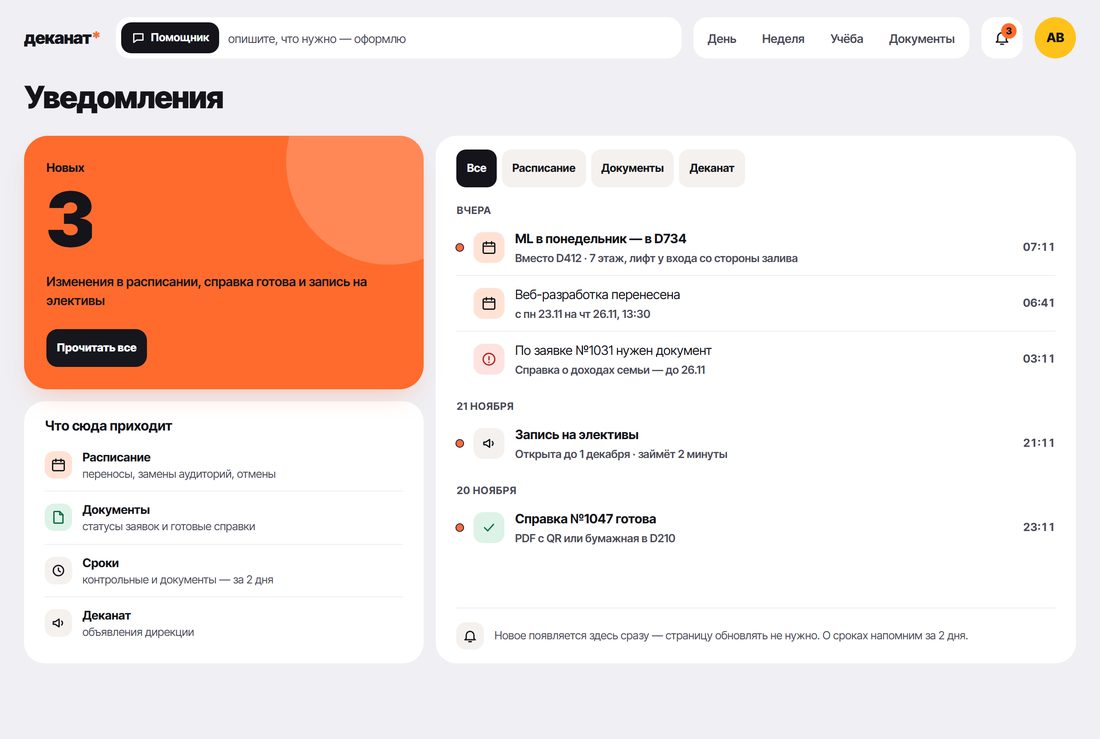 деканат*
Помощник
опишите, что нужно — оформлю
День
Неделя
Учёба
Документы
3
АВ
Уведомления
Новых
3
Изменения в расписании, справка готова и запись на
элективы
Прочитать все
Что сюда приходит
Расписание
переносы, замены аудиторий, отмены
Документы
статусы заявок и готовые справки
Сроки
контрольные и документы — за 2 дня
Деканат
объявления дирекции
Все
Расписание
Документы
Деканат
ВЧЕРА
ML в понедельник — в D734
07:11
Вместо D412 · 7 этаж, лифт у входа со стороны залива
Веб-разработка перенесена
06:41
с пн 23.11 на чт 26.11, 13:30
По заявке №1031 нужен документ
03:11
Справка о доходах семьи — до 26.11
21 НОЯБРЯ
Запись на элективы
21:11
Открыта до 1 декабря · займёт 2 минуты
20 НОЯБРЯ
Справка №1047 готова
23:11
PDF с QR или бумажная в D210
Новое появляется здесь сразу — страницу обновлять не нужно. О сроках напомним за 2 дня.